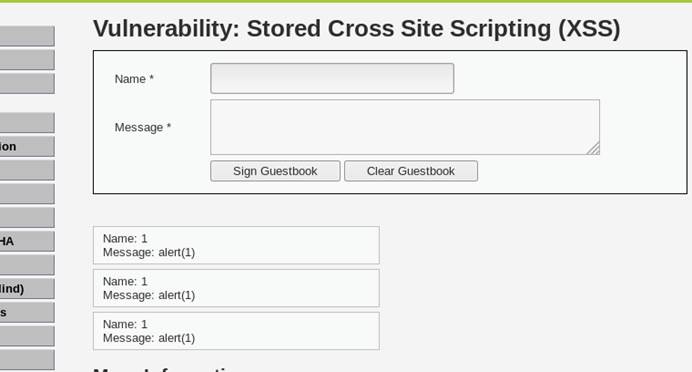 Vulnerability: Stored Cross Site Scripting (XSS)
Name *
Message *
Sign Guestbook Clear Guestbook
ion
HA
lind)
s
Name: 1
Message: alert(1)
Name: 1
Message: alert(1)
Name: 1
Message: alert(1)